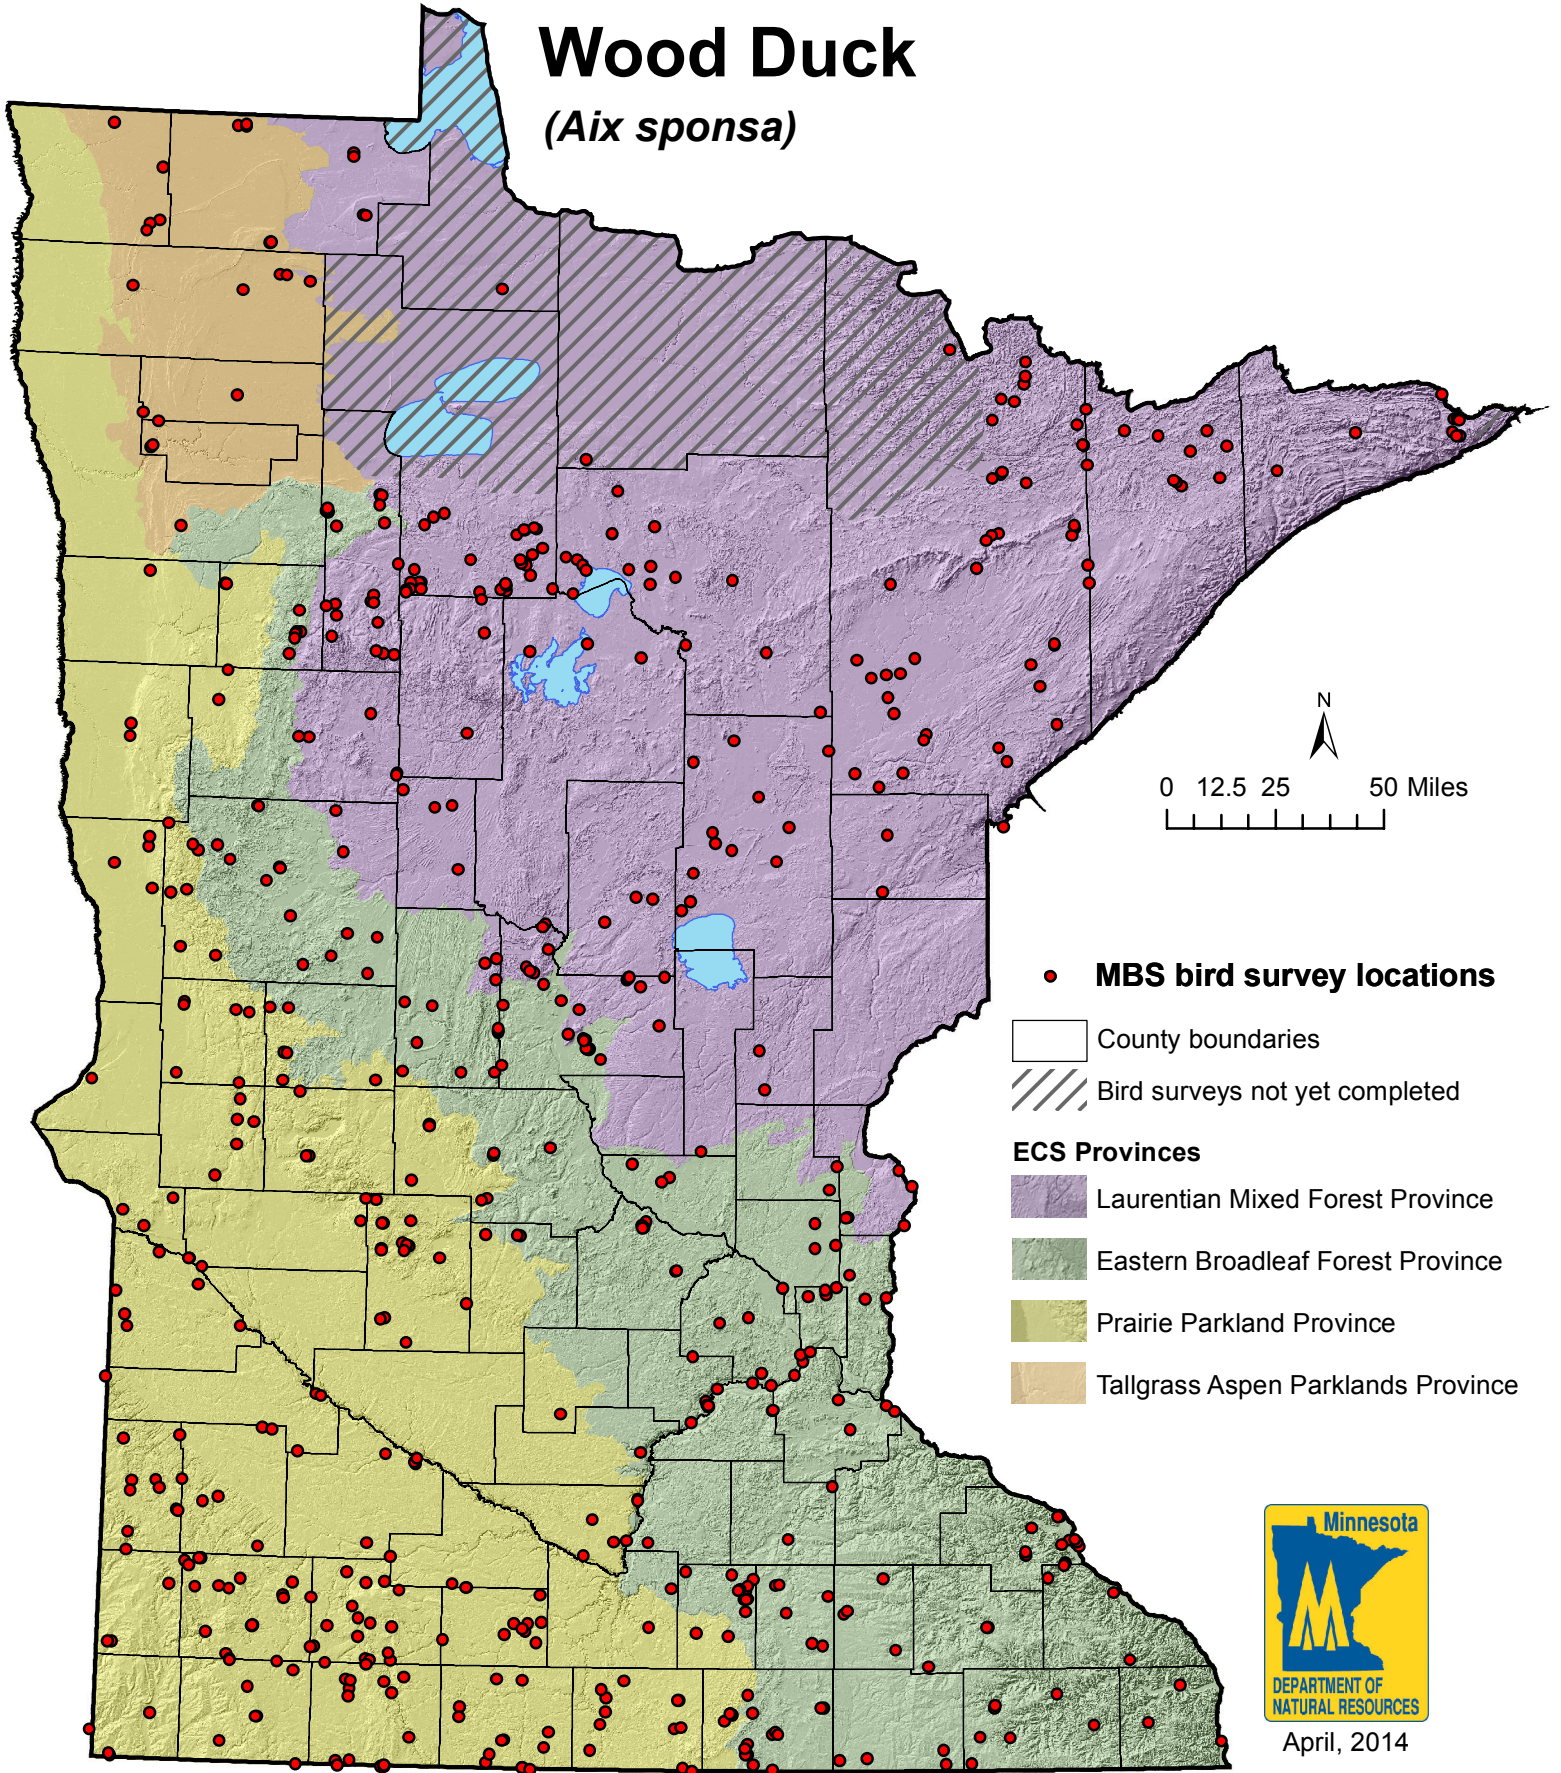 Wood Duck
(Aix sponsa)
N
0 12.5 25 50 Miles
MBS bird survey locations
County boundaries
Bird surveys not yet completed
ECS Provinces
Laurentian Mixed Forest Province
Eastern Broadleaf Forest Province
Prairie Parkland Province
Tallgrass Aspen Parklands Province
Minnesota
DEPARTMENT OF
NATURAL RESOURCES
April, 2014